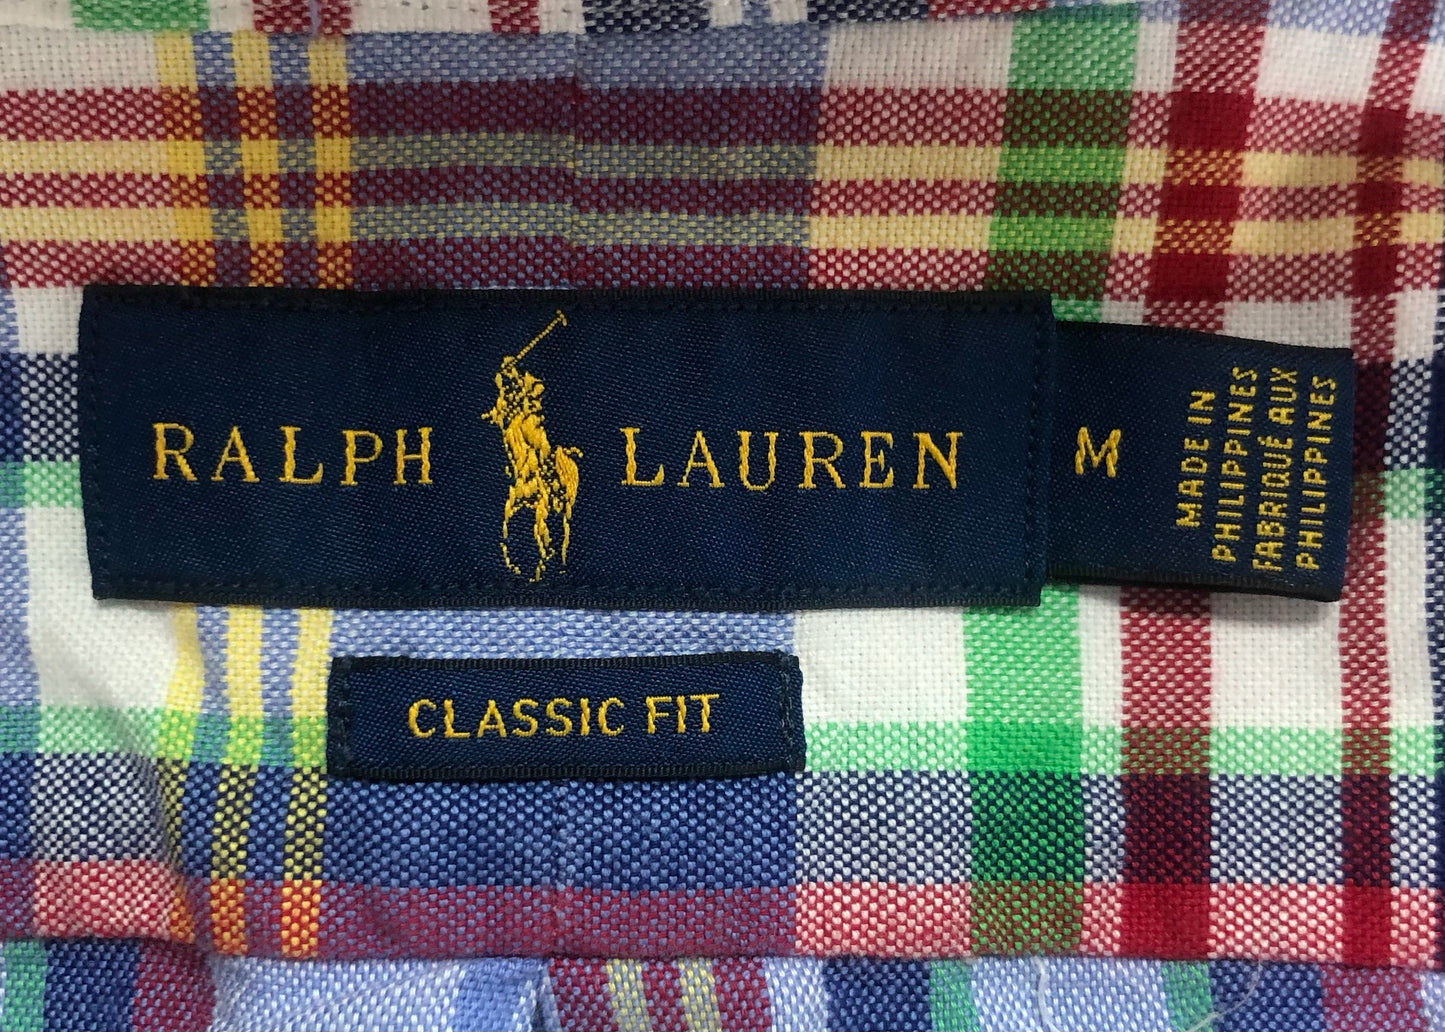 RALPH LAUREN
M
MADE IN
PHILIPPINES
FABRIQUÉ AUX
PHILIPPINES
CLASSIC FIT